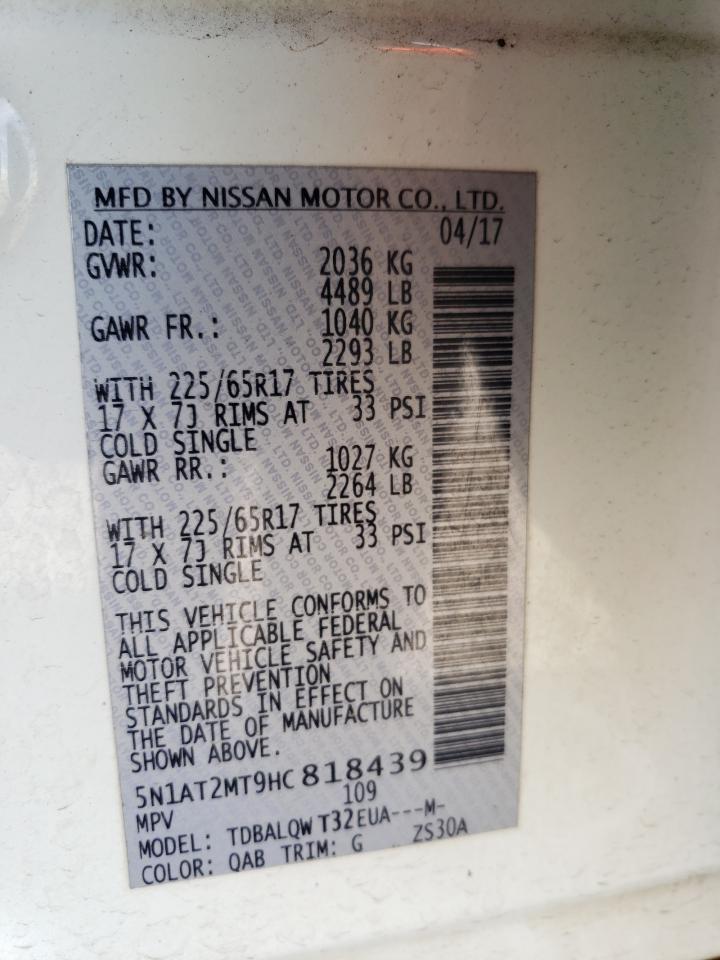 MFD BY NISSAN MOTOR CO., LTD.
DATE: 04/17
GVWR: 2036 KG
4489 LB
GAWR FR.: 1040 KG
2293 LB
WITH 225/65R17 TIRES
17 X 7J RIMS AT 33 PSI
COLD SINGLE
GAWR RR.: 1027 KG
2264 LB
WITH 225/65R17 TIRES
17 X 7J RIMS AT 33 PSI
COLD SINGLE
THIS VEHICLE CONFORMS TO
ALL APPLICABLE FEDERAL
MOTOR VEHICLE SAFETY AND
THEFT PREVENTION
STANDARDS IN EFFECT ON
THE DATE OF MANUFACTURE
SHOWN ABOVE.
5N1AT2MT9HC818439
MPV 109
MODEL: TDBALQWT32EUA---M-
COLOR: QAB TRIM: G ZS30A